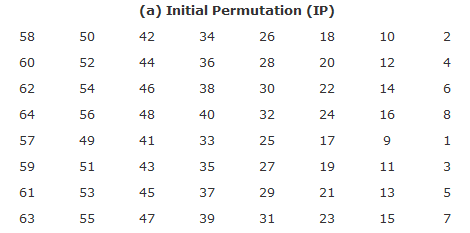 (a) Initial Permutation (IP)
58 50 42 34 26 18 10 2
60 52 44 36 28 20 12 4
62 54 46 38 30 22 14 6
64 56 48 40 32 24 16 8
57 49 41 33 25 17 9 1
59 51 43 35 27 19 11 3
61 53 45 37 29 21 13 5
63 55 47 39 31 23 15 7